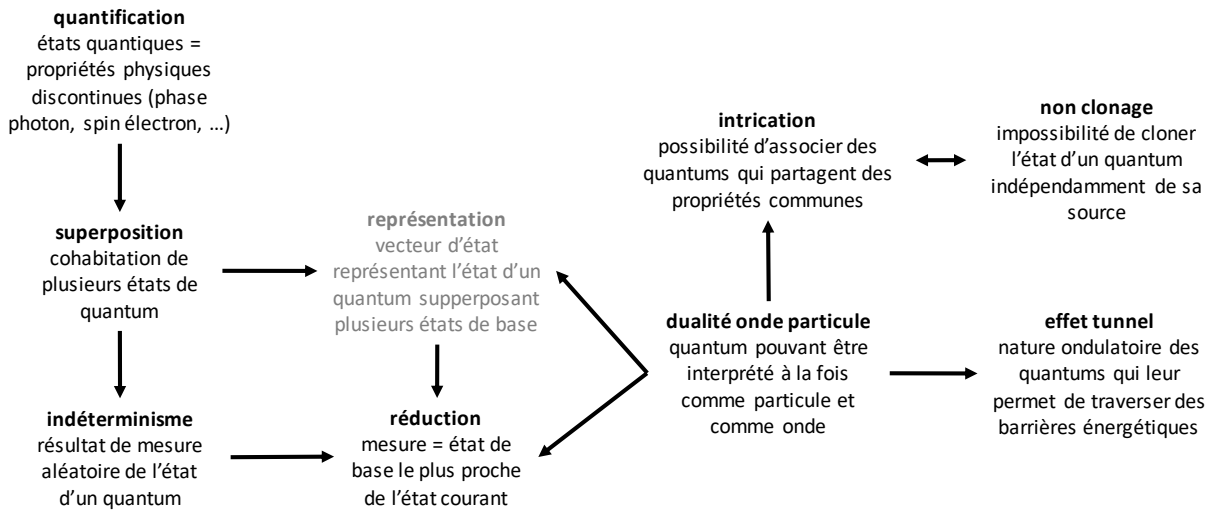 quantification
états quantiques =
propriétés physiques
discontinues (phase
photon, spin électron, …)
superposition
cohabitation de
plusieurs états de
quantum
indéterminisme
résultat de mesure
aléatoire de l'état
d'un quantum
représentation
vecteur d'état
représentant l'état d'un
quantum supperposant
plusieurs états de base
réduction
mesure = état de
base le plus proche
de l'état courant
intrication
possibilité d'associer des
quantums qui partagent des
propriétés communes
dualité onde particule
quantum pouvant être
interprété à la fois
comme particule et
comme onde
non clonage
impossibilité de cloner
l'état d'un quantum
indépendamment de sa
source
effet tunnel
nature ondulatoire des
quantums qui leur
permet de traverser des
barrières énergétiques